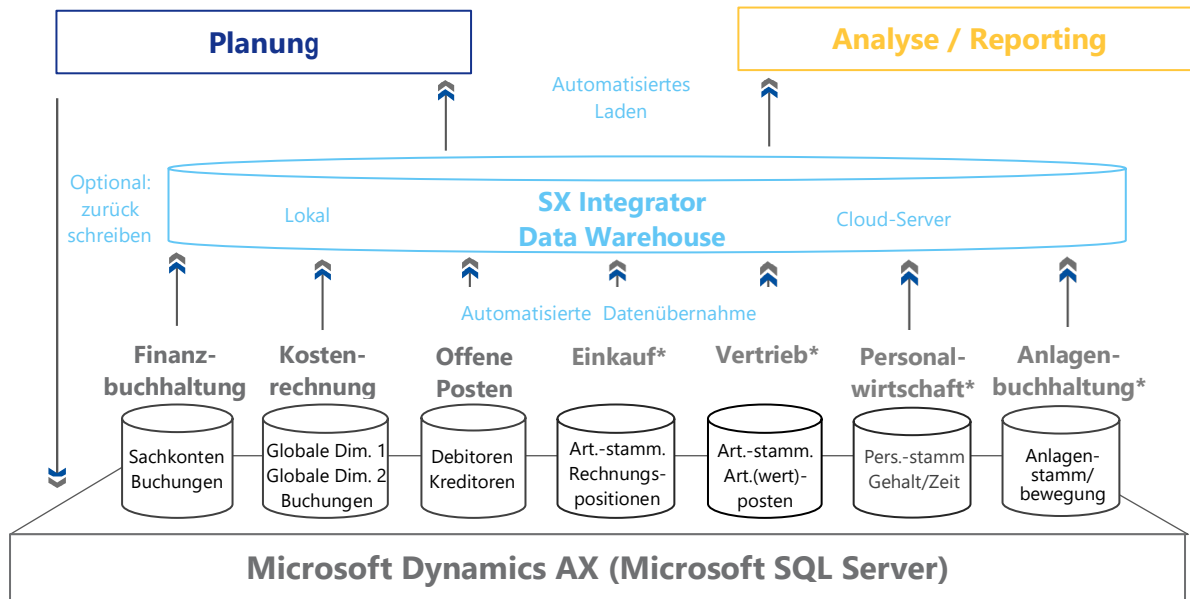 Planung
Analyse / Reporting
Automatisiertes
Laden
Optional:
zurück
schreiben
Lokal
SX Integrator
Data Warehouse
Cloud-Server
Automatisierte Datenübernahme
Finanz-
buchhaltung
Kosten-
rechnung
Offene
Posten
Einkauf*
Vertrieb*
Personal-
wirtschaft*
Anlagen-
buchhaltung*
Sachkonten
Buchungen
Globale Dim. 1
Globale Dim. 2
Buchungen
Debitoren
Kreditoren
Art.-stamm.
Rechnungs-
positionen
Art.-stamm.
Art.(wert)-
posten
Pers.-stamm
Gehalt/Zeit
Anlagen-
stamm/
bewegung
Microsoft Dynamics AX (Microsoft SQL Server)